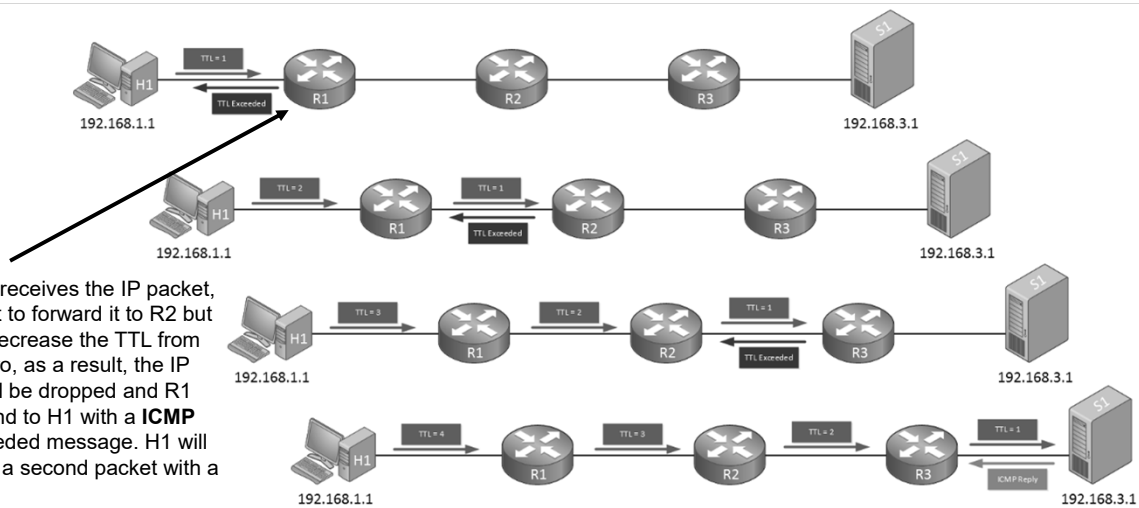 S1
TTL = 1
H1
TTL Exceeded
R1
R2
R3
192.168.1.1
192.168.3.1
S1
TTL = 2
TTL = 1
H1
R1
R2
R3
TTL Exceeded
192.168.1.1
192.168.3.1
receives the IP packet,
to forward it to R2 but
decrease the TTL from
o, as a result, the IP
be dropped and R1
nd to H1 with a ICMP
eded message. H1 will
a second packet with a
S1
TTL = 3
TTL = 2
TTL = 1
H1
R1
R2
R3
TTL Exceeded
192.168.1.1
192.168.3.1
S1
TTL = 4
TTL = 3
TTL = 2
TTL = 1
H1
R1
R2
R3
ICMP Reply
192.168.1.1
192.168.3.1